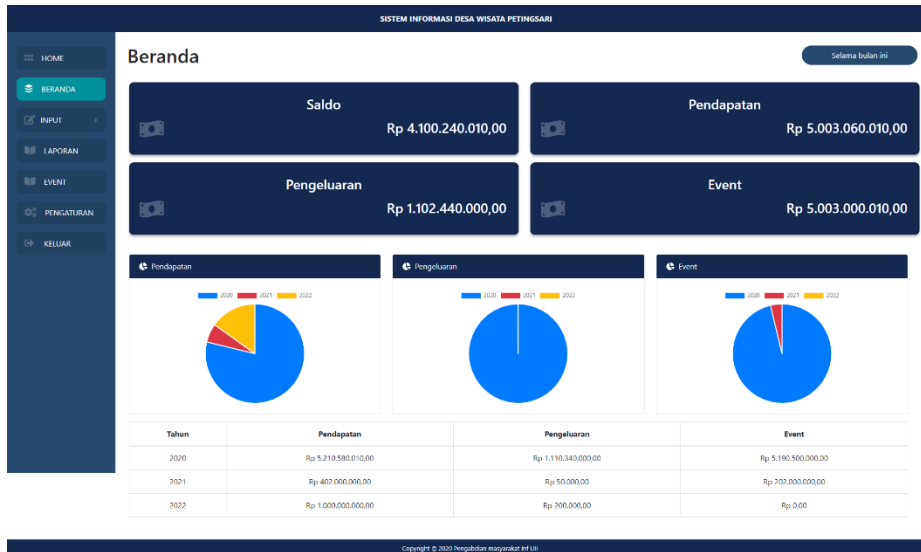 SISTEM INFORMASI DESA WISATA PETINGSARI
HOME
BERANDA
INPUT
LAPORAN
EVENT
PENGATURAN
KELUAR
Beranda
Selama bulan ini
Saldo
Rp 4.100.240.010,00
Pendapatan
Rp 5.003.060.010,00
Pengeluaran
Rp 1.102.440.000,00
Event
Rp 5.003.000.010,00
Pendapatan
2020 2021 2022
Pengeluaran
2020 2021 2022
Event
2020 2021 2022
Tahun Pendapatan Pengeluaran Event
2020 Rp 5.210.580.010,00 Rp 1.110.340.000,00 Rp 5.190.500.000,00
2021 Rp 402.000.000,00 Rp 50.000,00 Rp 202.000.000,00
2022 Rp 1.000.000.000,00 Rp 200.000,00 Rp 0,00
Copyright © 2020 Pengabdian masyarakat Inf UII